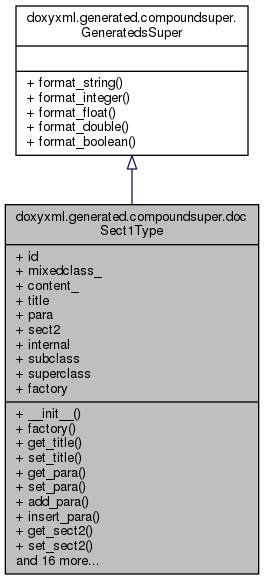 doxyxml.generated.compoundsuper.
GeneratedsSuper
+ format_string()
+ format_integer()
+ format_float()
+ format_double()
+ format_boolean()
doxyxml.generated.compoundsuper.doc
Sect1Type
+ id
+ mixedclass_
+ content_
+ title
+ para
+ sect2
+ internal
+ subclass
+ superclass
+ factory
+ __init__()
+ factory()
+ get_title()
+ set_title()
+ get_para()
+ set_para()
+ add_para()
+ insert_para()
+ get_sect2()
+ set_sect2()
and 16 more...